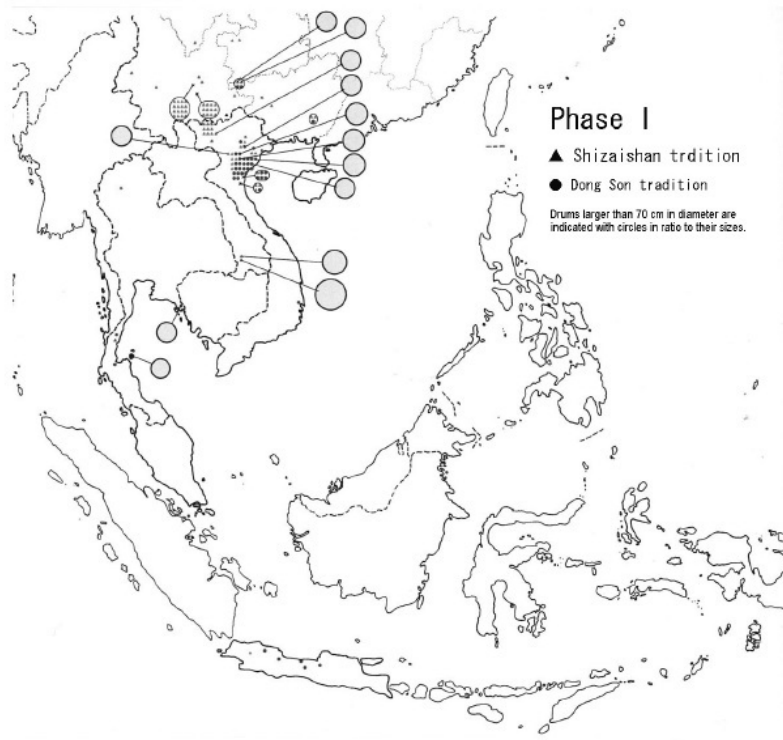 Phase I
▲ Shizaishan trdition
● Dong Son tradition
Drums larger than 70 cm in diameter are
indicated with circles in ratio to their sizes.